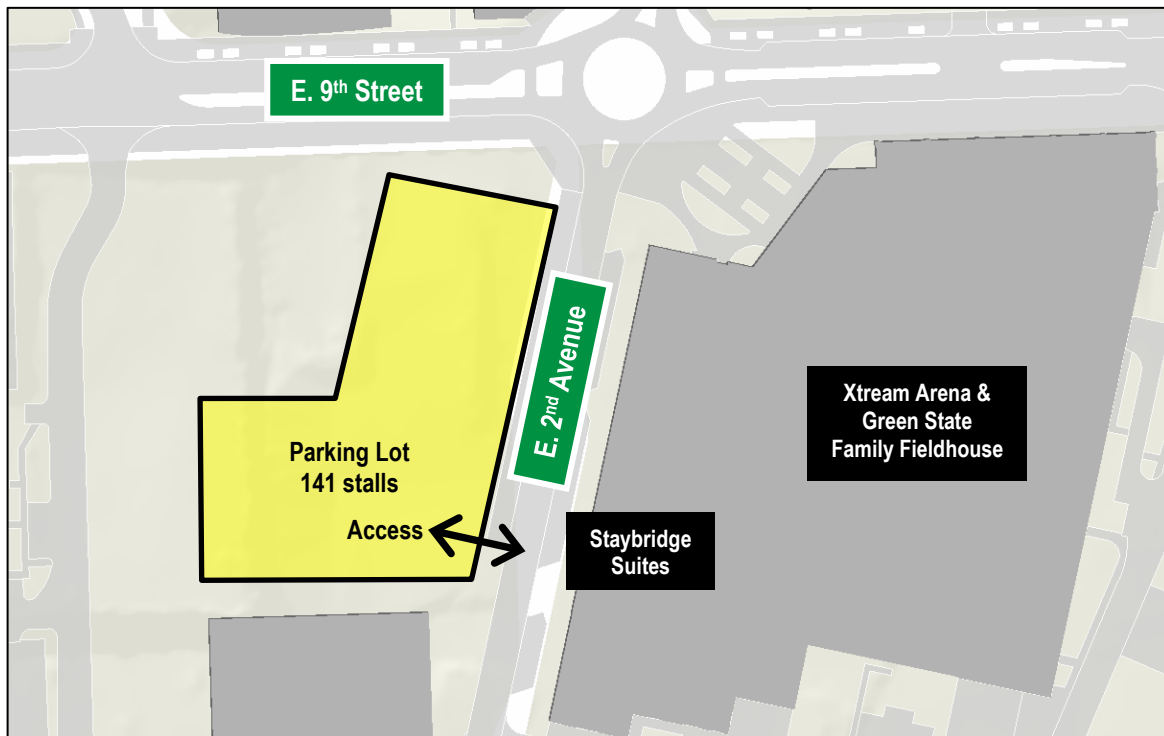 E. 9th Street
E. 2nd Avenue
Parking Lot
141 stalls
Access
Xtream Arena &
Green State
Family Fieldhouse
Staybridge
Suites